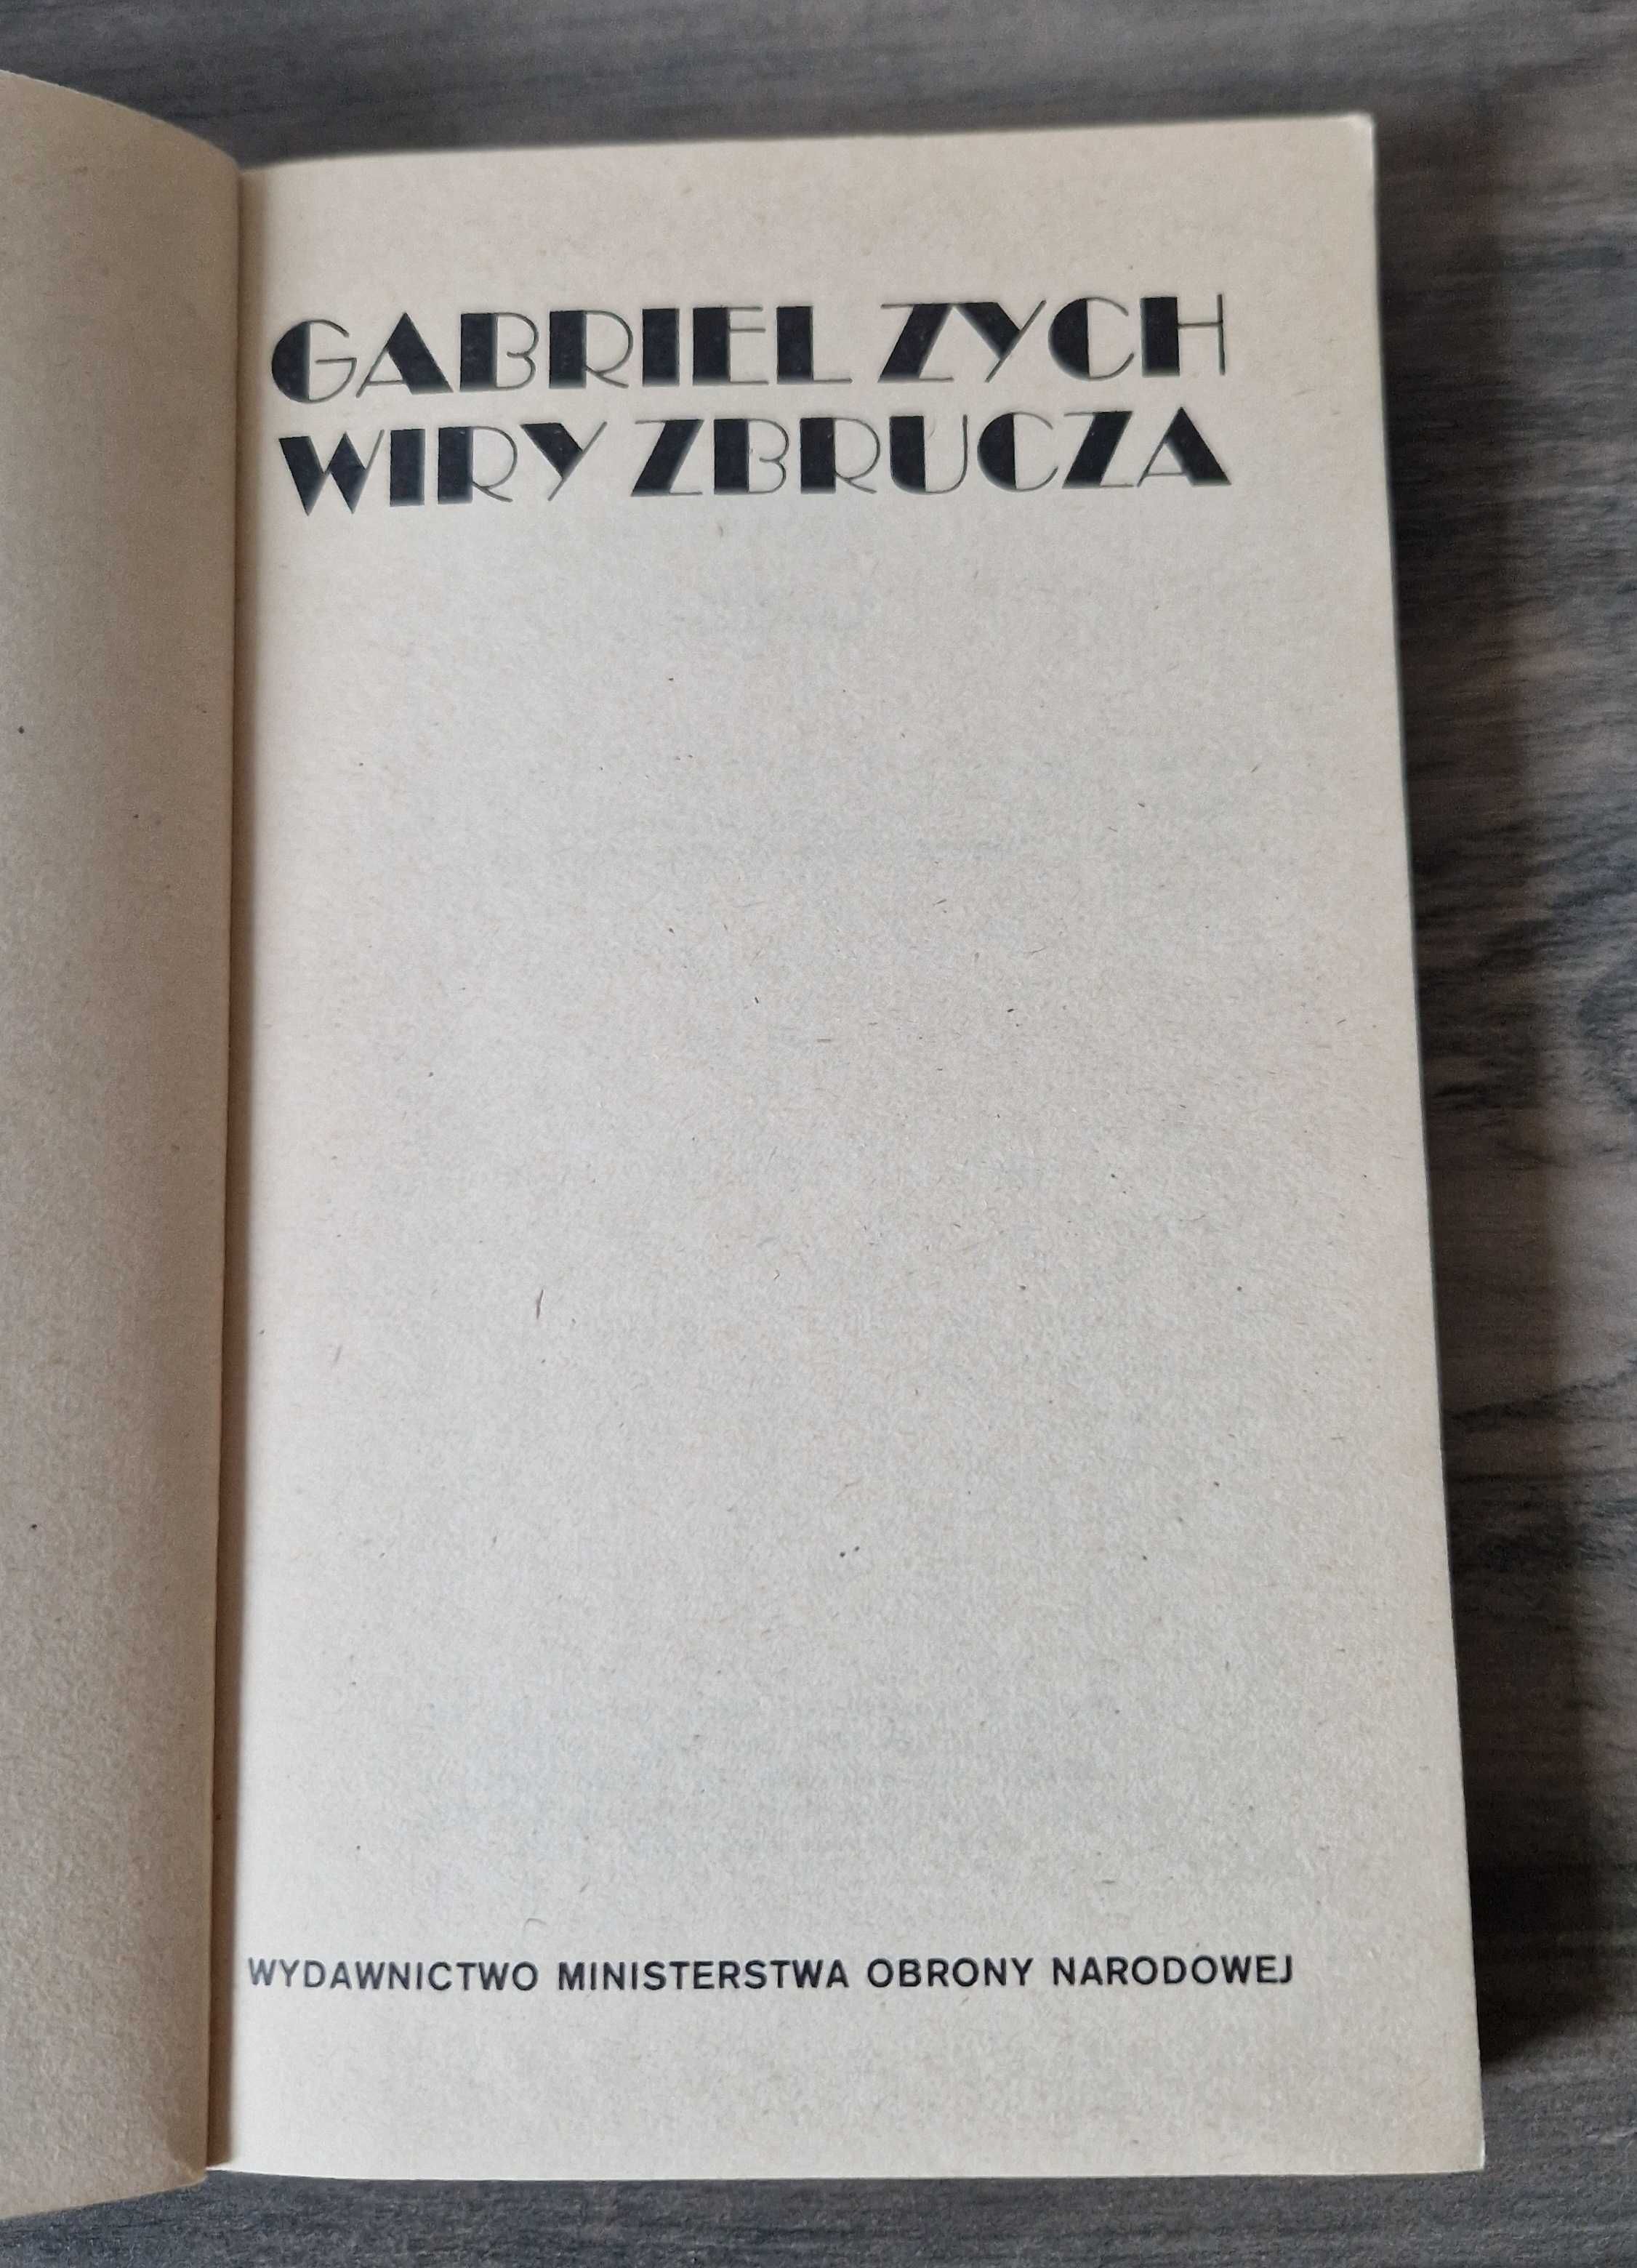 GABRIEL ZYCH
WIRY ZBRUCZA
WYDAWNICTWO MINISTERSTWA OBRONY NARODOWEJ